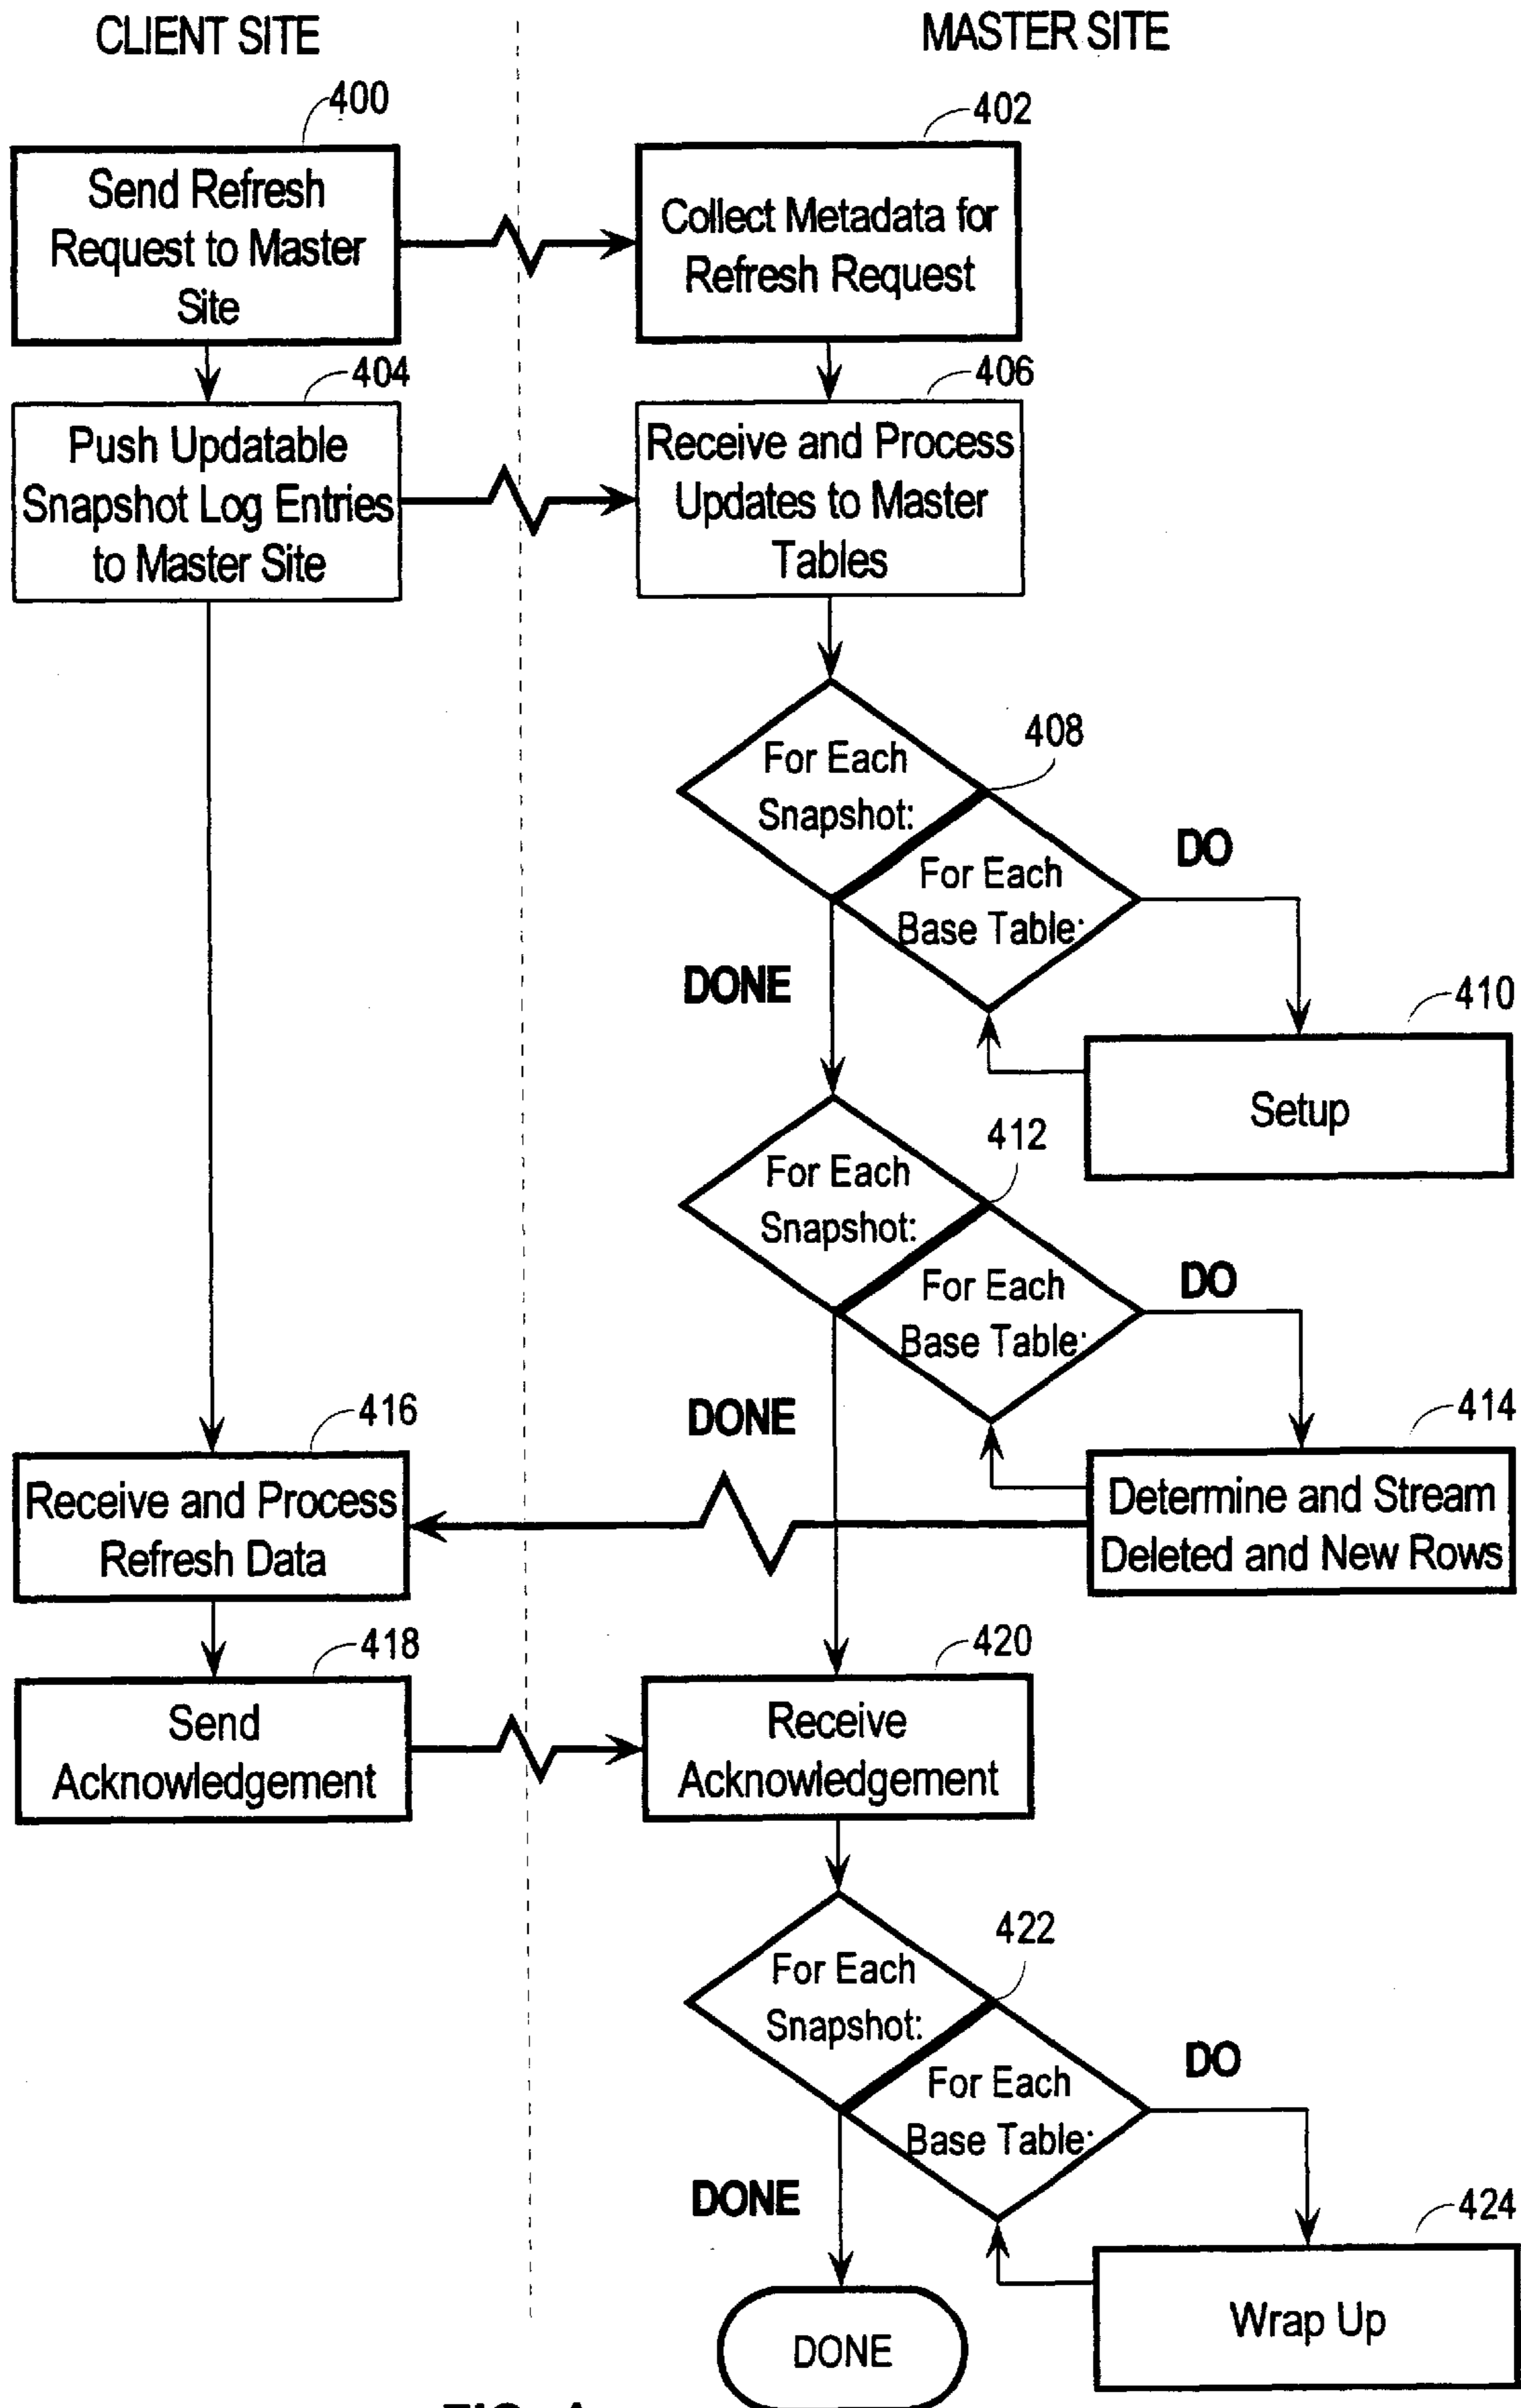 CLIENT SITE
MASTER SITE
400
402
Send Refresh
Request to Master
Site
Collect Metadata for
Refresh Request
404
406
Push Updatable
Snapshot Log Entries
to Master Site
Receive and Process
Updates to Master
Tables
For Each
Snapshot:
408
For Each
Base Table:
DO
DONE
410
Setup
For Each
Snapshot:
412
For Each
Base Table:
DO
DONE
414
Determine and Stream
Deleted and New Rows
416
Receive and Process
Refresh Data
418
Send
Acknowledgement
420
Receive
Acknowledgement
For Each
Snapshot:
422
For Each
Base Table:
DO
DONE
424
Wrap Up
DONE